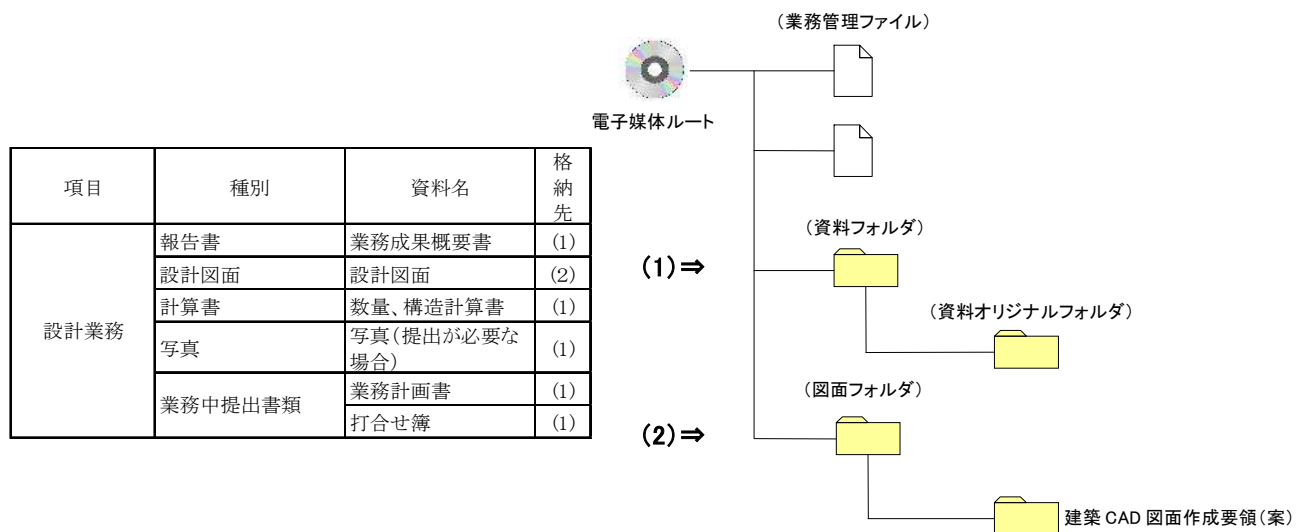 (業務管理ファイル)
電子媒体ルート
項目 種別 資料名 格納先
設計業務
報告書 業務成果概要書 (1)
設計図面 設計図面 (2)
計算書 数量、構造計算書 (1)
写真 写真(提出が必要な場合) (1)
業務中提出書類 業務計画書 (1)
打合せ簿 (1)
(1)⇒
(資料フォルダ)
(資料オリジナルフォルダ)
(2)⇒
(図面フォルダ)
建築 CAD 図面作成要領(案)